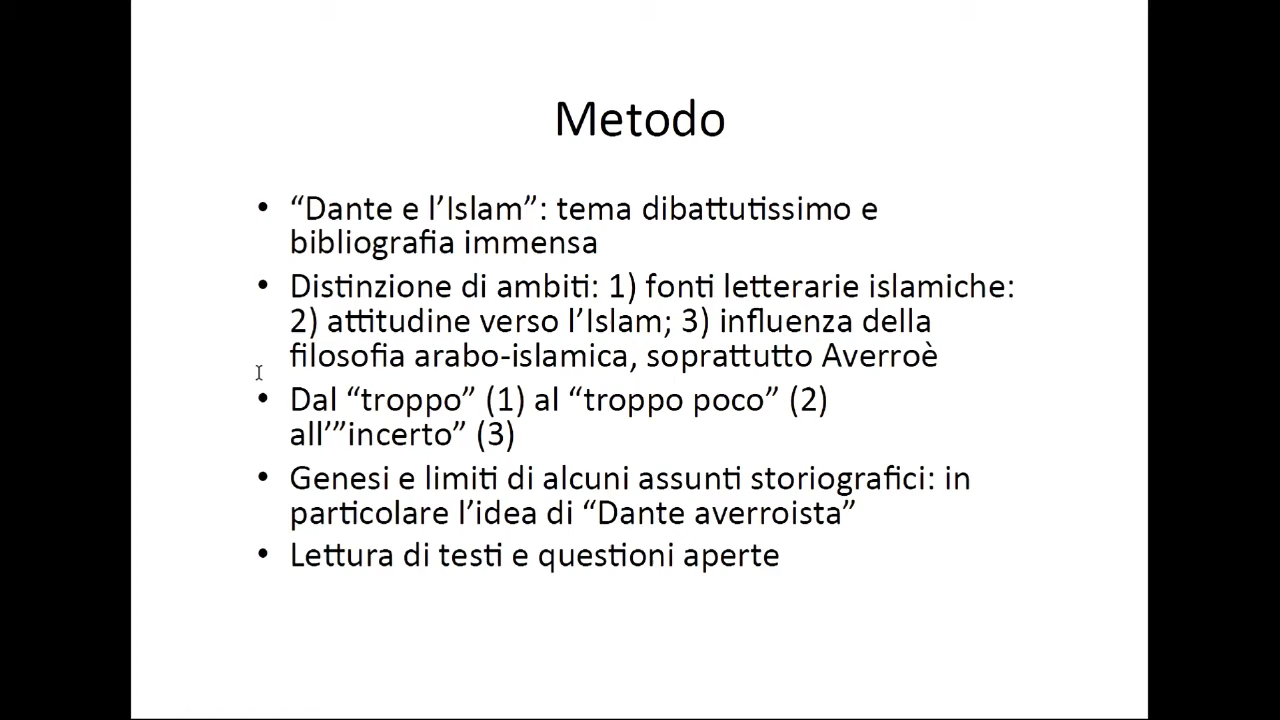 Metodo
• “Dante e l’Islam”: tema dibattutissimo e
bibliografia immensa
• Distinzione di ambiti: 1) fonti letterarie islamiche:
2) attitudine verso l’Islam; 3) influenza della
filosofia arabo-islamica, soprattutto Averroè
• Dal “troppo” (1) al “troppo poco” (2)
all’”incerto” (3)
• Genesi e limiti di alcuni assunti storiografici: in
particolare l’idea di “Dante averroista”
• Lettura di testi e questioni aperte